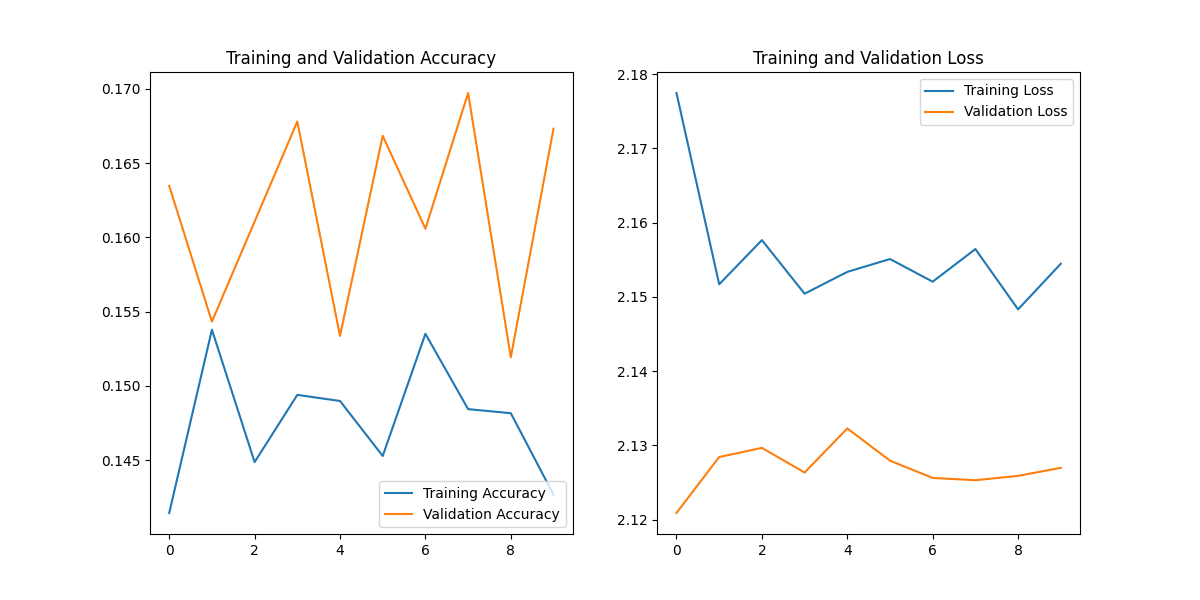 Training and Validation Accuracy
0.170
0.165
0.160
0.155
0.150
0.145
0 2 4 6 8
Training Accuracy
Validation Accuracy
Training and Validation Loss
2.18
2.17
2.16
2.15
2.14
2.13
2.12
0 2 4 6 8
Training Loss
Validation Loss